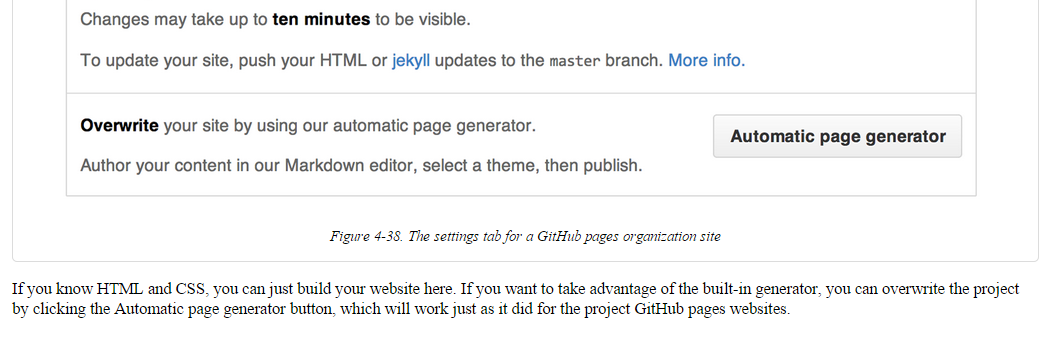 Changes may take up to ten minutes to be visible.
To update your site, push your HTML or jekyll updates to the master branch. More info.
Overwrite your site by using our automatic page generator.
Automatic page generator
Author your content in our Markdown editor, select a theme, then publish.
Figure 4-38. The settings tab for a GitHub pages organization site
If you know HTML and CSS, you can just build your website here. If you want to take advantage of the built-in generator, you can overwrite the project
by clicking the Automatic page generator button, which will work just as it did for the project GitHub pages websites.